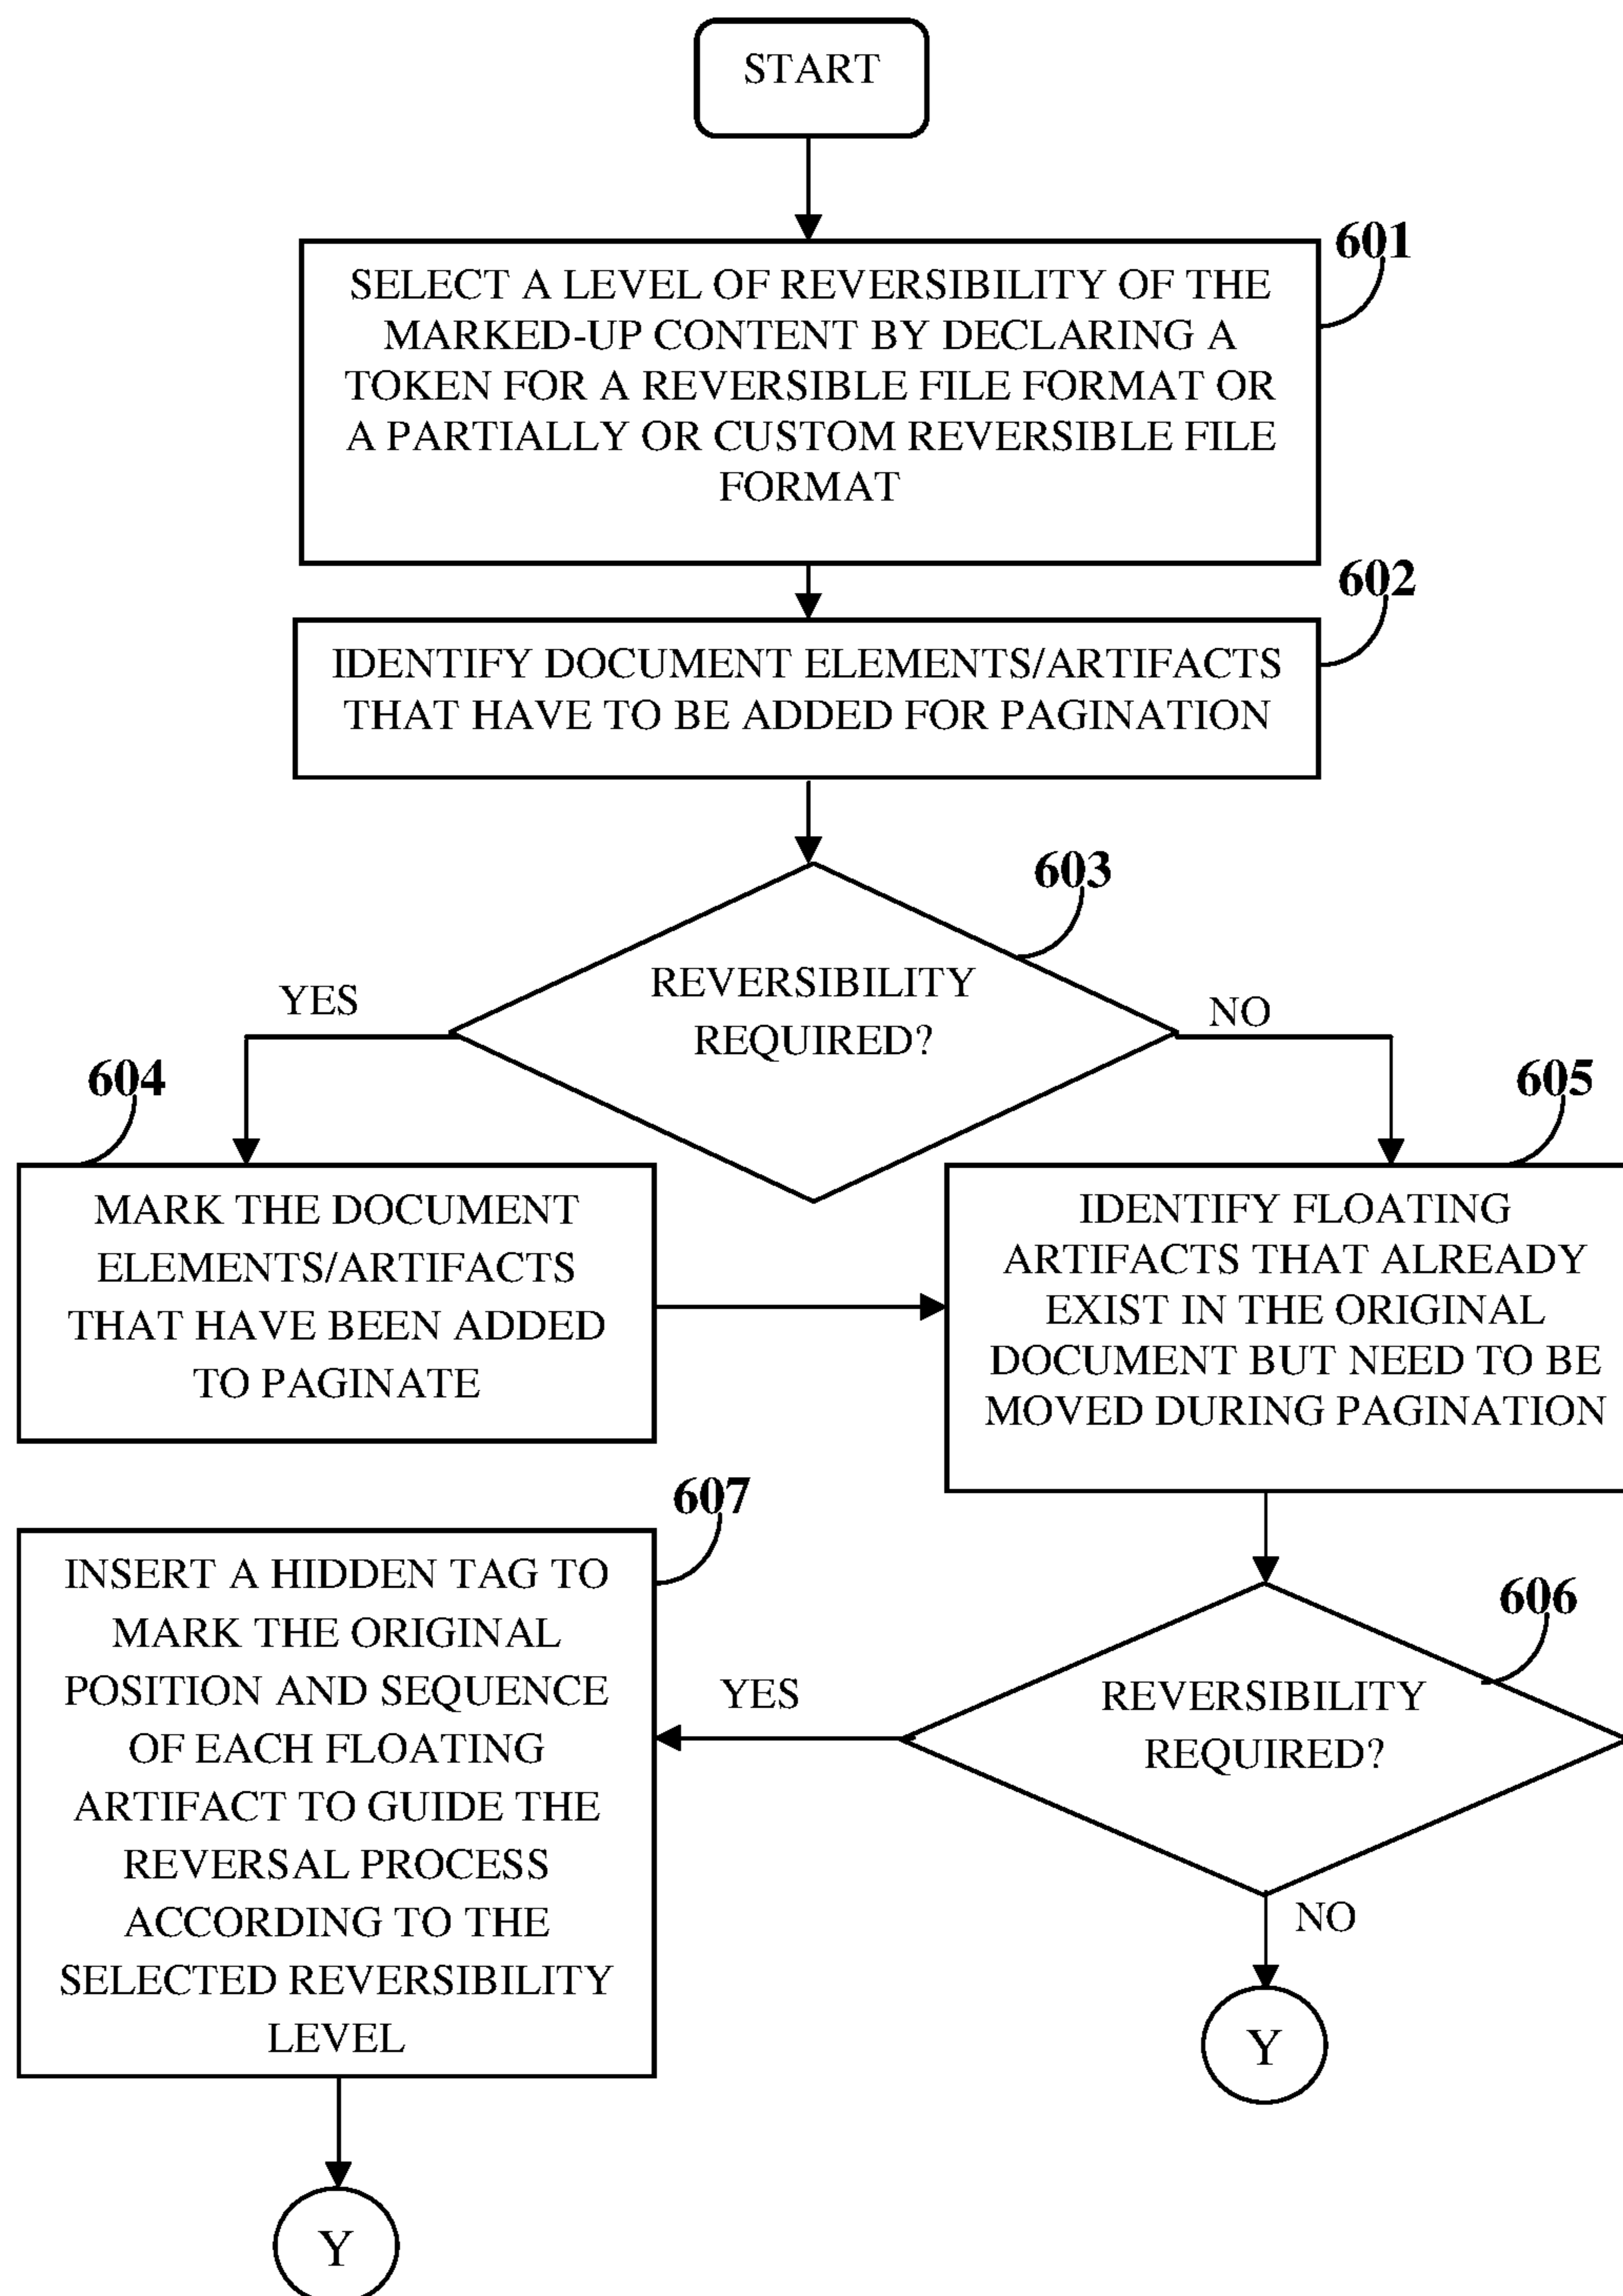 START
601
SELECT A LEVEL OF REVERSIBILITY OF THE
MARKED-UP CONTENT BY DECLARING A
TOKEN FOR A REVERSIBLE FILE FORMAT OR
A PARTIALLY OR CUSTOM REVERSIBLE FILE
FORMAT
602
IDENTIFY DOCUMENT ELEMENTS/ARTIFACTS
THAT HAVE TO BE ADDED FOR PAGINATION
603
REVERSIBILITY
REQUIRED?
YES
NO
604
MARK THE DOCUMENT
ELEMENTS/ARTIFACTS
THAT HAVE BEEN ADDED
TO PAGINATE
605
IDENTIFY FLOATING
ARTIFACTS THAT ALREADY
EXIST IN THE ORIGINAL
DOCUMENT BUT NEED TO BE
MOVED DURING PAGINATION
606
REVERSIBILITY
REQUIRED?
YES
NO
Y
607
INSERT A HIDDEN TAG TO
MARK THE ORIGINAL
POSITION AND SEQUENCE
OF EACH FLOATING
ARTIFACT TO GUIDE THE
REVERSAL PROCESS
ACCORDING TO THE
SELECTED REVERSIBILITY
LEVEL
Y